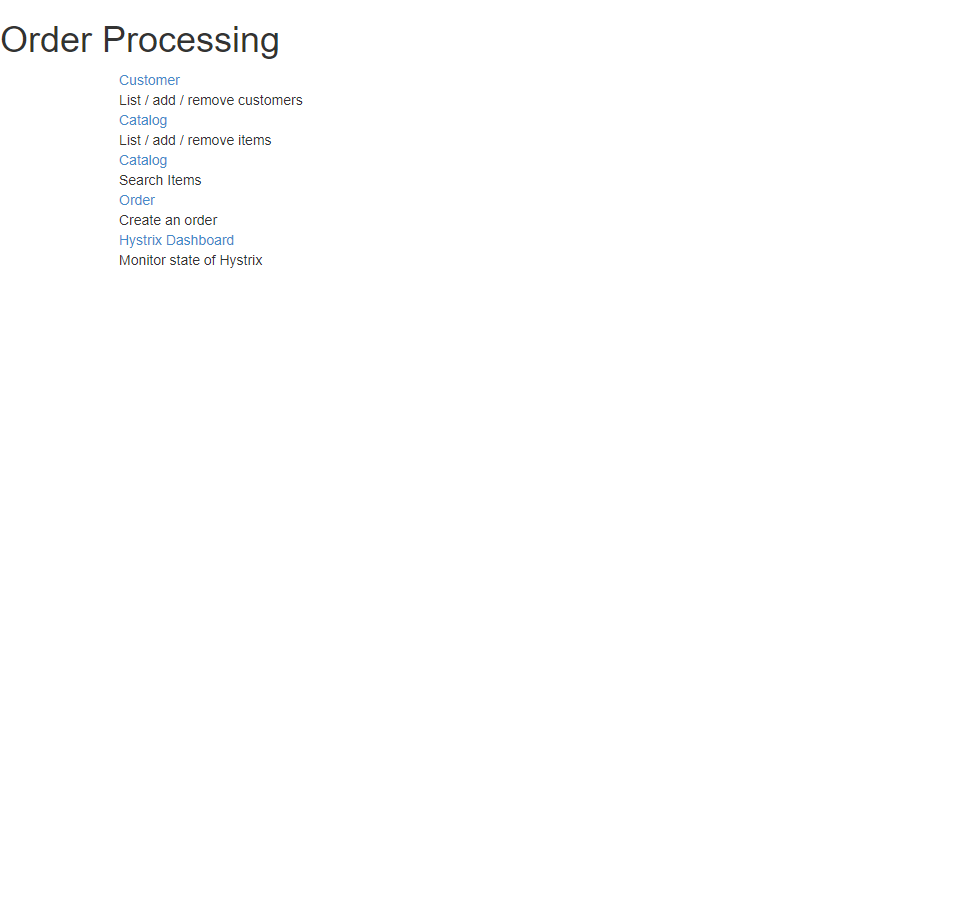 Order Processing
Customer
List / add / remove customers
Catalog
List / add / remove items
Catalog
Search Items
Order
Create an order
Hystrix Dashboard
Monitor state of Hystrix